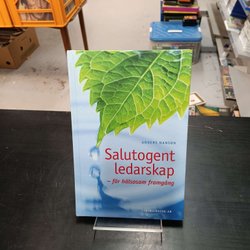 ANDERS HANSON
Salutogent
ledarskap
– för hälsosam framgång